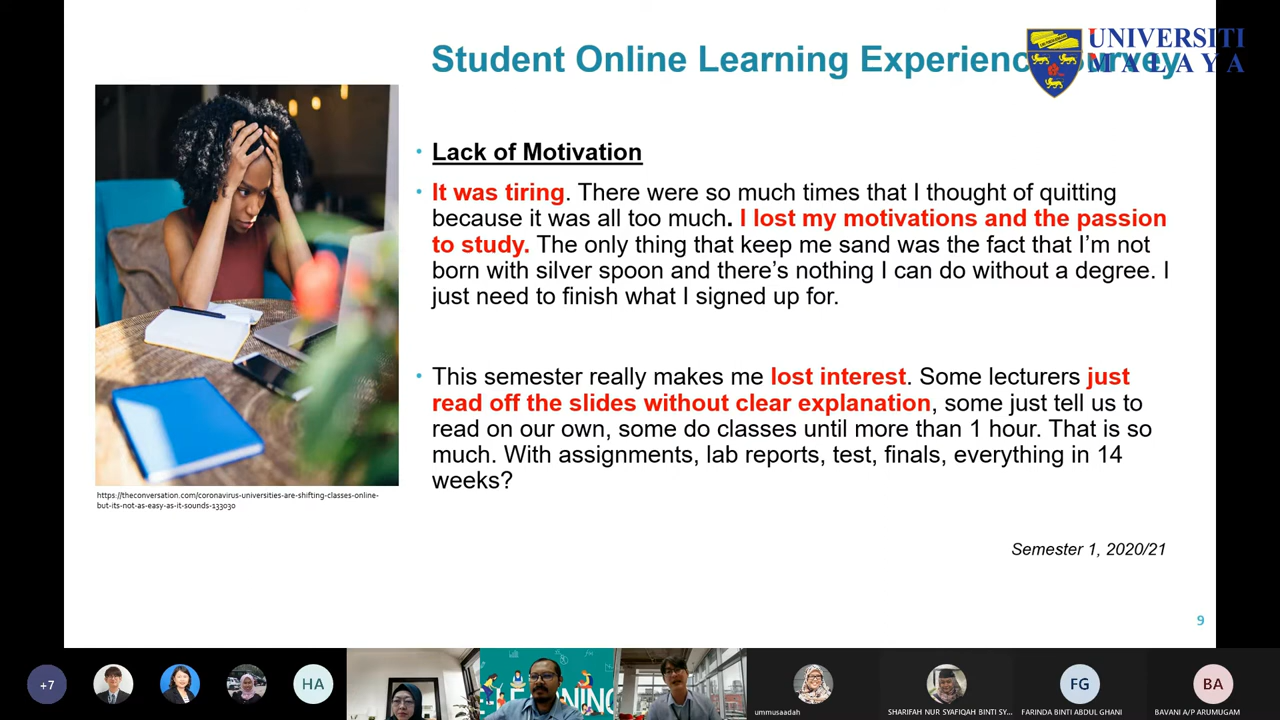 Student Online Learning Experience Survey
UNIVERSITI
MALAYA
Lack of Motivation
It was tiring. There were so much times that I thought of quitting
because it was all too much. I lost my motivations and the passion
to study. The only thing that keep me sand was the fact that I'm not
born with silver spoon and there's nothing I can do without a degree. I
just need to finish what I signed up for.
This semester really makes me lost interest. Some lecturers just
read off the slides without clear explanation, some just tell us to
read on our own, some do classes until more than 1 hour. That is so
much. With assignments, lab reports, test, finals, everything in 14
weeks?
https://theconversation.com/coronavirus-universities-are-shifting-classes-online-
but-its-not-as-easy-as-it-sounds-133030
Semester 1, 2020/21
9
+7
HA
LEARNING
ummusaadah
SHARIFAH NUR SYAFIQAH BINTI SY...
FG
FARINDA BINTI ABDUL GHANI
BA
BAVANI A/P ARUMUGAM